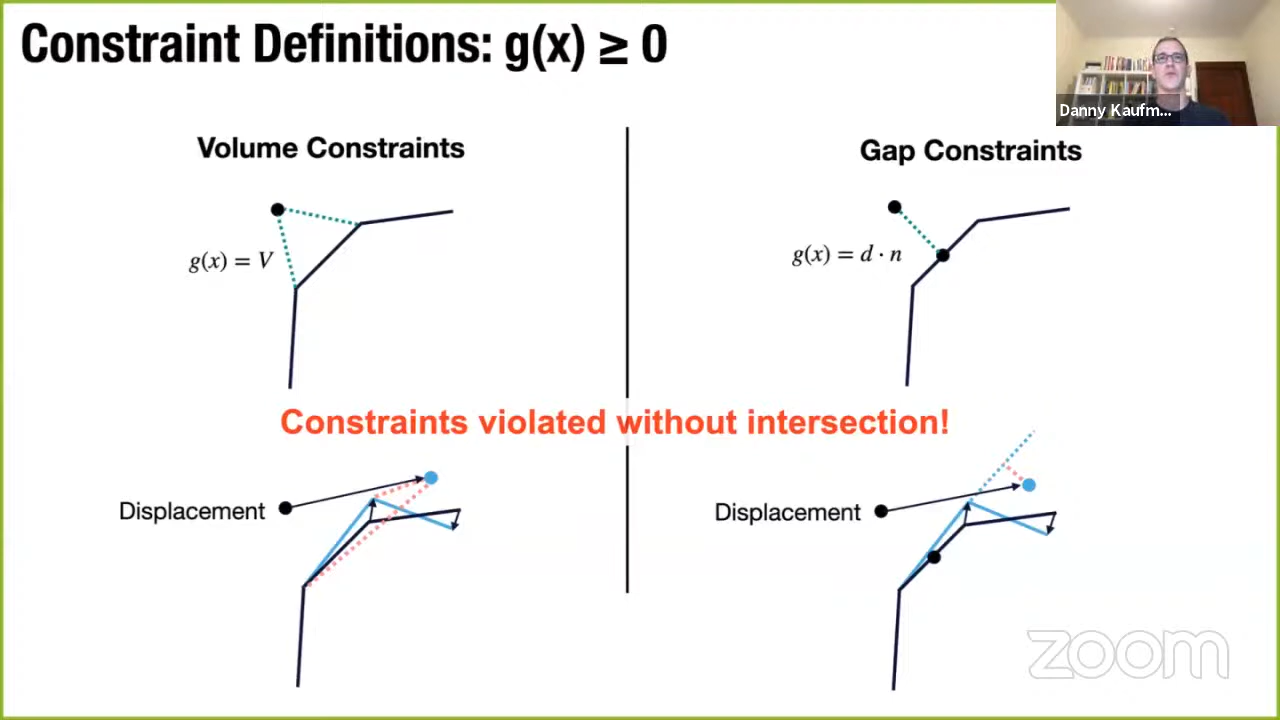 Constraint Definitions: g(x) ≥ 0
Danny Kaufm...
Volume Constraints
Gap Constraints
g(x) = V
g(x) = d · n
Constraints violated without intersection!
Displacement
Displacement
zoom